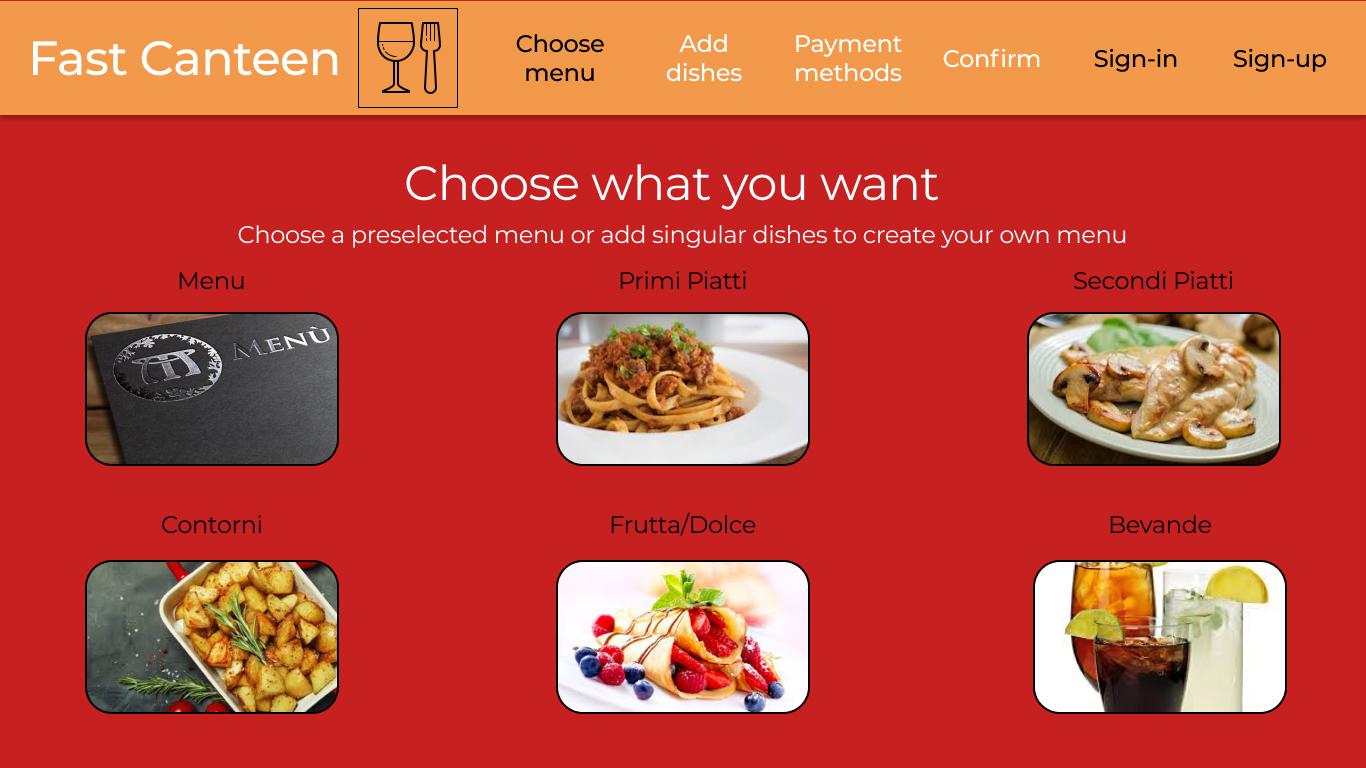 Fast Canteen
Choose
menu
Add
dishes
Payment
methods
Confirm
Sign-in
Sign-up
Choose what you want
Choose a preselected menu or add singular dishes to create your own menu
Menu
Primi Piatti
Secondi Piatti
MENÙ
Contorni
Frutta/Dolce
Bevande